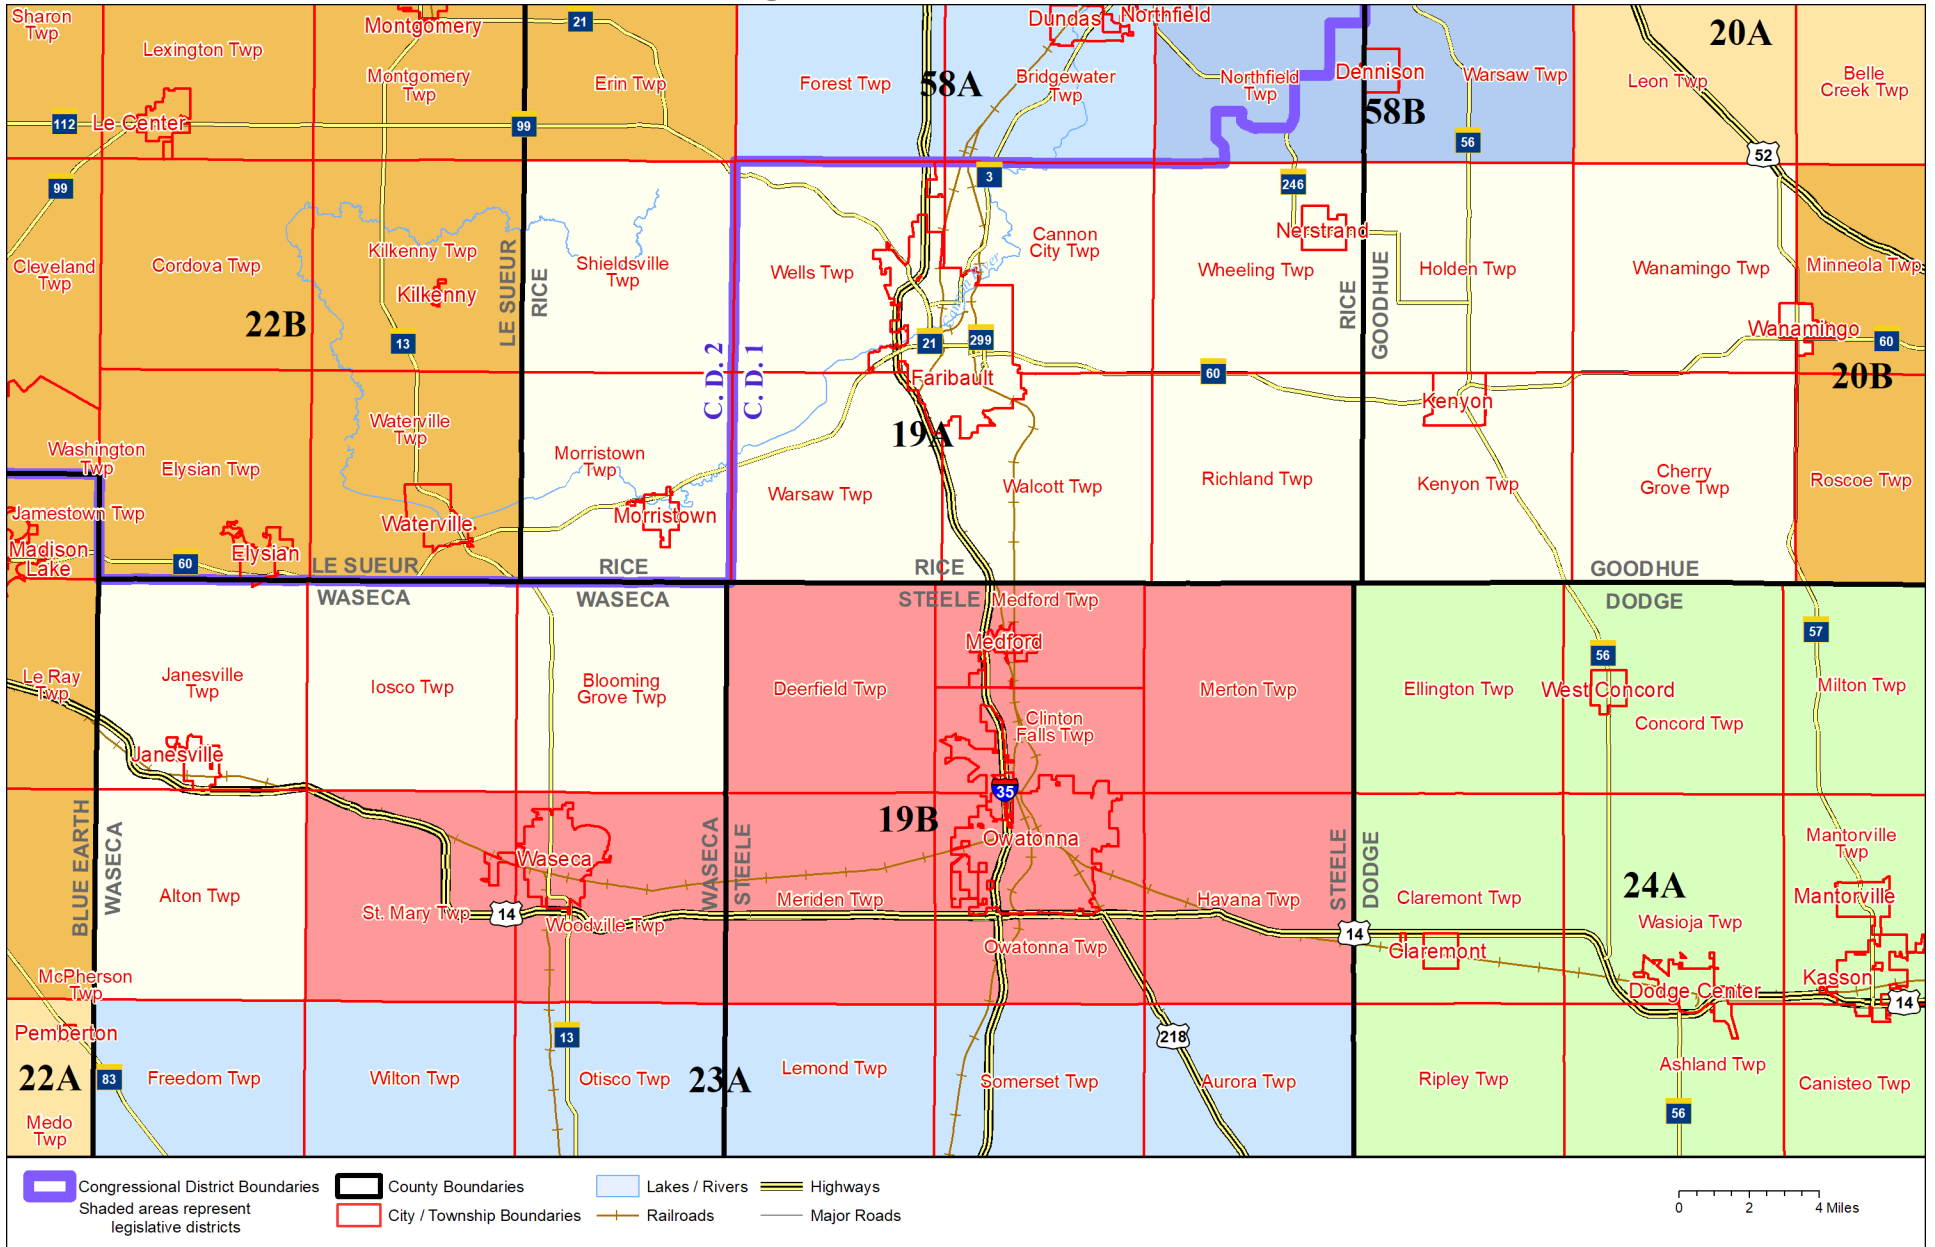 Sharon
Twp
Lexington Twp
Montgomery
Montgomery
Twp
21
Erin Twp
Forest Twp
58A
Dundas
Northfield
Bridgewater
Twp
Northfield
Twp
Dennison
58B
Warsaw Twp
20A
Leon Twp
Belle
Creek Twp
112
Le Center
99
56
52
99
3
246
Cleveland
Twp
Cordova Twp
Kilkenny Twp
Kilkenny
22B
13
LE SUEUR
RICE
Shieldsville
Twp
C. D. 2
C. D. 1
Wells Twp
Cannon
City Twp
Cannon River
Nerstrand
Wheeling Twp
RICE
GOODHUE
Holden Twp
Wanamingo Twp
Minneola Twp
Wanamingo
60
20B
21
299
Faribault
60
19A
Kenyon
Washington
Twp
Elysian Twp
Waterville
Twp
Morristown
Twp
Warsaw Twp
Walcott Twp
Richland Twp
Kenyon Twp
Cherry
Grove Twp
Roscoe Twp
Jamestown Twp
Madison
Lake
60
Elysian
Waterville
Morristown
LE SUEUR
RICE
RICE
GOODHUE
WASECA
WASECA
STEELE
DODGE
Medford Twp
Medford
57
56
Le Ray
Twp
Janesville
Twp
Iosco Twp
Blooming
Grove Twp
Deerfield Twp
Clinton
Falls Twp
Merton Twp
Ellington Twp
West Concord
Concord Twp
Milton Twp
Janesville
35
19B
Owatonna
BLUE EARTH
WASECA
Waseca
WASECA
STEELE
STEELE
DODGE
24A
Mantorville
Twp
Mantorville
Alton Twp
St. Mary Twp
14
Woodville Twp
Meriden Twp
Owatonna Twp
Havana Twp
14
Claremont Twp
Claremont
Wasioja Twp
Dodge Center
Kasson
14
McPherson
Twp
Pemberton
22A
83
Medo
Twp
Freedom Twp
Wilton Twp
13
Otisco Twp
23A
Lemond Twp
Somerset Twp
218
Aurora Twp
Ripley Twp
Ashland Twp
56
Canisteo Twp
Congressional District Boundaries
Shaded areas represent
legislative districts
County Boundaries
City / Township Boundaries
Lakes / Rivers
Railroads
Highways
Major Roads
0 2 4 Miles